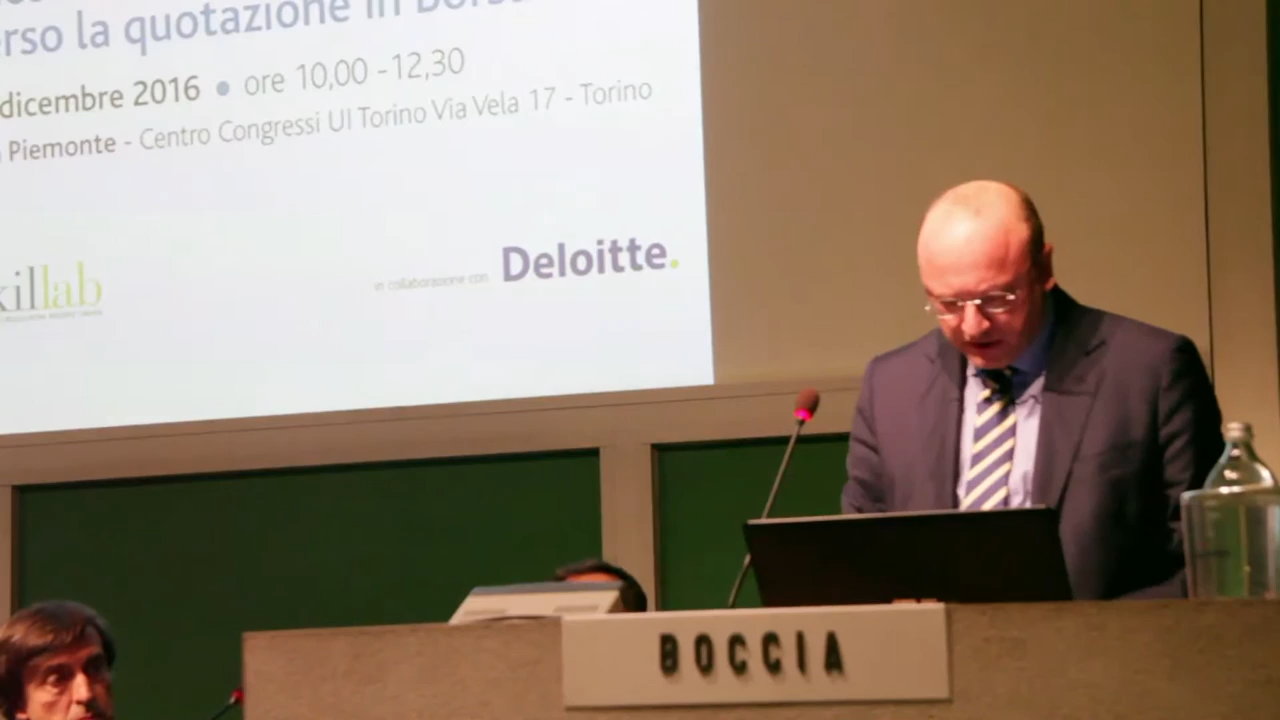 rso la quotazione in Borsa
dicembre 2016 • ore 10,00 -12,30
Piemonte - Centro Congressi UI Torino Via Vela 17 - Torino
in collaborazione con Deloitte.
killab
BOCCIA